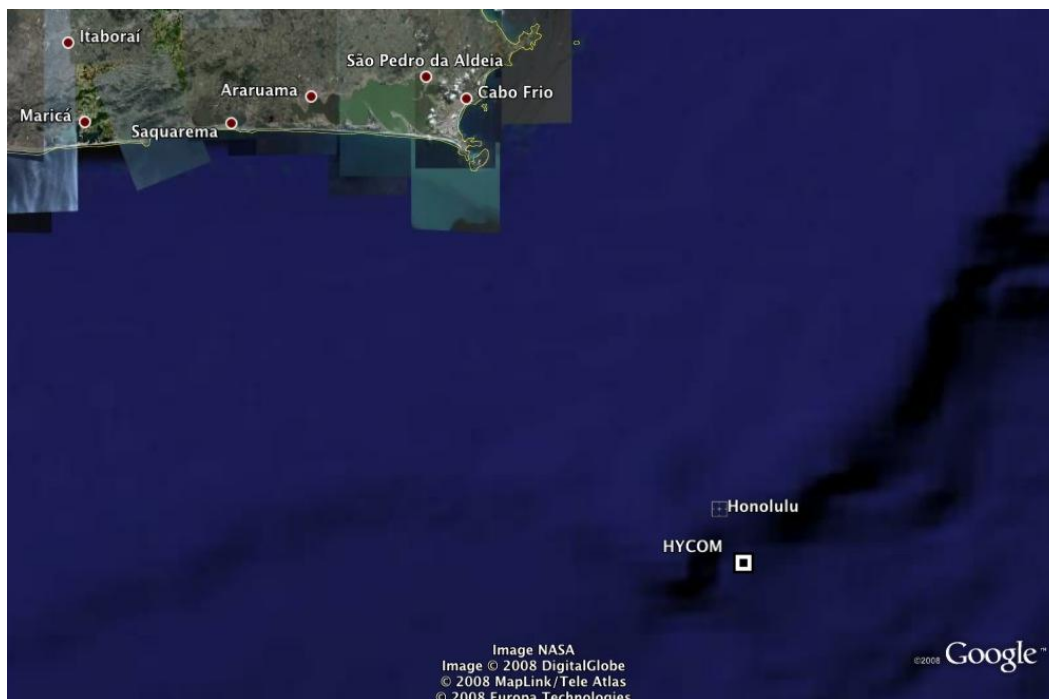 Itaboraí
São Pedro da Aldeia
Araruama
Cabo Frio
Maricá
Saquarema
Honolulu
HYCOM
Image NASA
Image © 2008 DigitalGlobe
© 2008 MapLink/Tele Atlas
© 2008 Europa Technologies
©2008 Google™